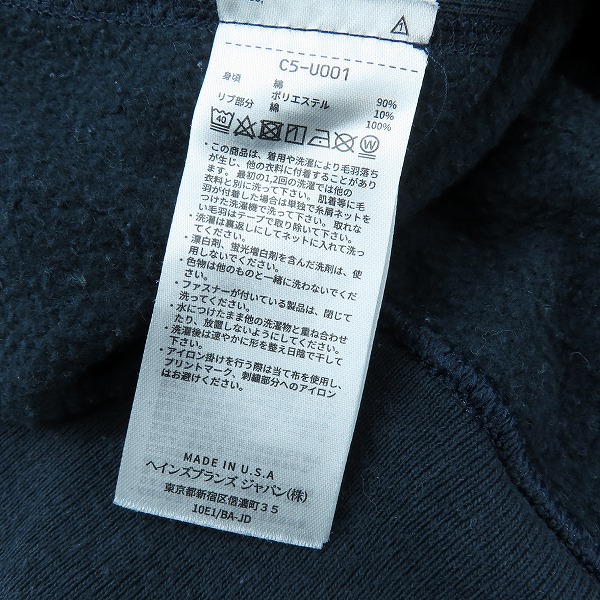 C5-U001
身頃 綿 90%
ポリエステル 10%
リブ部分 綿 100%
40
・この商品は、着用や洗濯により毛羽落ち
が生じ、他の衣料に付着することがあり
ます。最初の1,2回の洗濯では他の
衣料と別に洗って下さい。肌着等に毛
羽が付着した場合は単独で糸屑ネットを
つけた洗濯機で洗って下さい。取れな
い毛羽はテープで取り除いて下さい。
・洗濯は裏返しにしてネットに入れて洗っ
てください。
・漂白剤、蛍光増白剤を含んだ洗剤は、使
用しないでください。
・色物は他のものと一緒に洗わないでくだ
さい。
・ファスナーが付いている製品は、閉じて
洗ってください。
・水につけたまま他の洗濯物と重ね合わせ
たり、放置しないようにしてください。
・洗濯後は速やかに形を整え日陰で干して
下さい。
・アイロン掛けを行う際は当て布を使用し、
プリントマーク、刺繍部分へのアイロン
はお避けください。
MADE IN U.S.A
ヘインズブランズ ジャパン(株)
東京都新宿区信濃町35
10E1/BA-JD